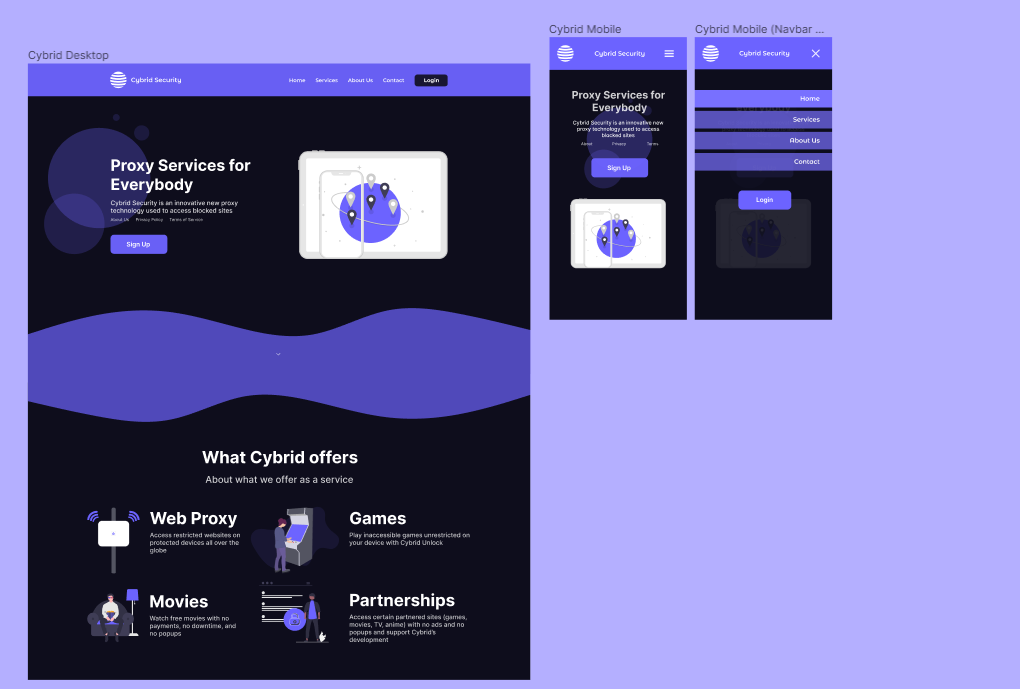 Cybrid Desktop
Cybrid Security
Home Services About Us Contact Login
Proxy Services for
Everybody
Cybrid Security is an innovative new proxy
technology used to access blocked sites
About Us Privacy Policy Terms of Service
Sign Up
What Cybrid offers
About what we offer as a service
Web Proxy
Access restricted websites on
protected devices all over the
globe
Games
Play inaccessible games unrestricted on
your device with Cybrid Unlock
Movies
Watch free movies with no
payments, no downtime, and
no popups
Partnerships
Access certain partnered sites (games,
movies, TV, anime) with no ads and no
popups and support Cybrid's
development
Cybrid Mobile
Cybrid Security
Proxy Services for
Everybody
Cybrid Security is an innovative new
proxy technology used to access
blocked sites
About Privacy Terms
Sign Up
Cybrid Mobile (Navbar ...
Cybrid Security
Home
Services
About Us
Contact
Login